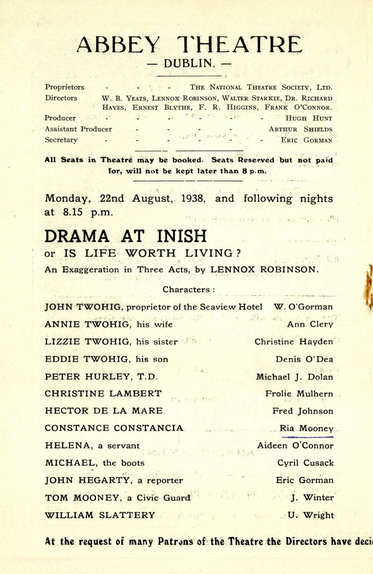 ABBEY THEATRE
— DUBLIN. —
Proprietors - - - THE NATIONAL THEATRE SOCIETY, LTD.
Directors W. B. YEATS, LENNOX ROBINSON, WALTER STARKIE, DR. RICHARD
HAYES, ERNEST BLYTHE, F. R. HIGGINS, FRANK O'CONNOR.
Producer - - - - - HUGH HUNT
Assistant Producer - - - - ARTHUR SHIELDS
Secretary - - - - - ERIC GORMAN
All Seats in Theatre may be booked. Seats Reserved but not paid
for, will not be kept later than 8 p.m.
Monday, 22nd August, 1938, and following nights
at 8.15 p.m.
DRAMA AT INISH
or IS LIFE WORTH LIVING?
An Exaggeration in Three Acts, by LENNOX ROBINSON.
Characters:
JOHN TWOHIG, proprietor of the Seaview Hotel W. O'Gorman
ANNIE TWOHIG, his wife Ann Clery
LIZZIE TWOHIG, his sister Christine Hayden
EDDIE TWOHIG, his son Denis O'Dea
PETER HURLEY, T.D. Michael J. Dolan
CHRISTINE LAMBERT Frolie Mulhern
HECTOR DE LA MARE Fred Johnson
CONSTANCE CONSTANCIA Ria Mooney
HELENA, a servant Aideen O'Connor
MICHAEL, the boots Cyril Cusack
JOHN HEGARTY, a reporter Eric Gorman
TOM MOONEY, a Civic Guard J. Winter
WILLIAM SLATTERY U. Wright
At the request of many Patrons of the Theatre the Directors have deci